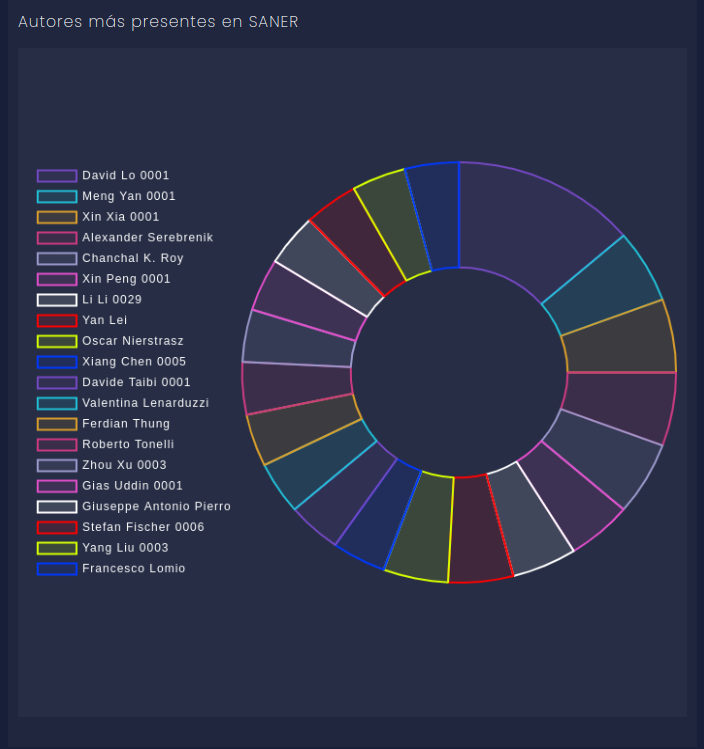 Autores más presentes en SANER
David Lo 0001
Meng Yan 0001
Xin Xia 0001
Alexander Serebrenik
Chanchal K. Roy
Xin Peng 0001
Li Li 0029
Yan Lei
Oscar Nierstrasz
Xiang Chen 0005
Davide Taibi 0001
Valentina Lenarduzzi
Ferdian Thung
Roberto Tonelli
Zhou Xu 0003
Gias Uddin 0001
Giuseppe Antonio Pierro
Stefan Fischer 0006
Yang Liu 0003
Francesco Lomio